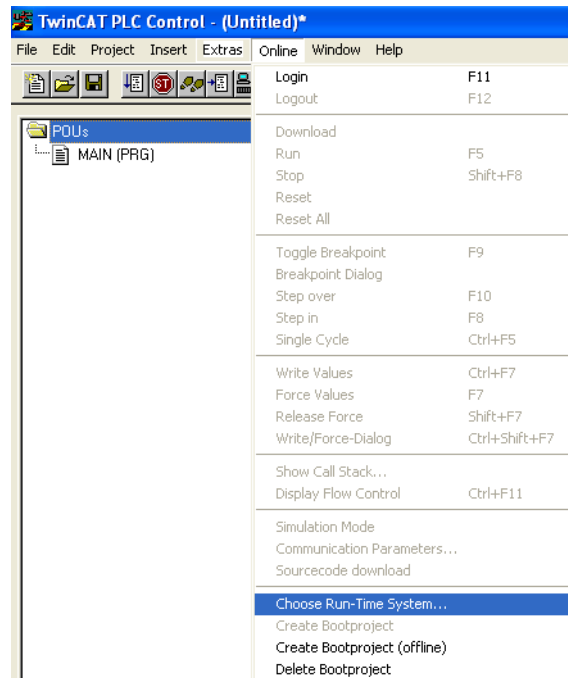 TwinCAT PLC Control - (Untitled)*
File Edit Project Insert Extras Online Window Help
ST
POUs
MAIN (PRG)
Login F11
Logout F12
Download
Run F5
Stop Shift+F8
Reset
Reset All
Toggle Breakpoint F9
Breakpoint Dialog
Step over F10
Step in F8
Single Cycle Ctrl+F5
Write Values Ctrl+F7
Force Values F7
Release Force Shift+F7
Write/Force-Dialog Ctrl+Shift+F7
Show Call Stack...
Display Flow Control Ctrl+F11
Simulation Mode
Communication Parameters...
Sourcecode download
Choose Run-Time System...
Create Bootproject
Create Bootproject (offline)
Delete Bootproject